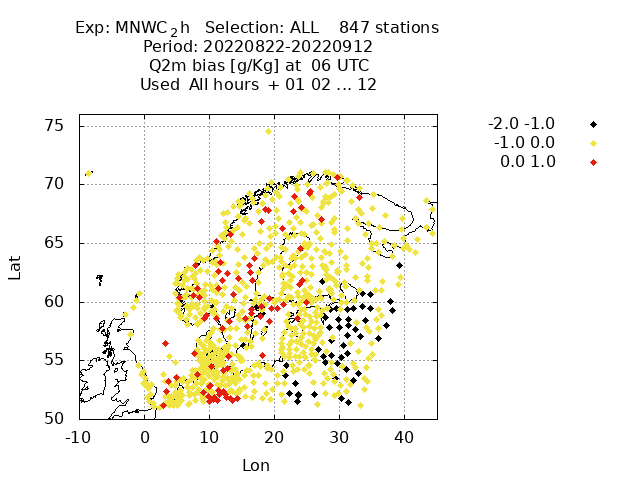 Exp: MNWC2h   Selection: ALL    847 stations
Period: 20220822-20220912
Q2m bias [g/Kg] at  06 UTC
Used  All hours  + 01 02 ... 12
-2.0 -1.0
-1.0 0.0
0.0 1.0
75
70
65
60
55
50
Lat
-10 0 10 20 30 40
Lon